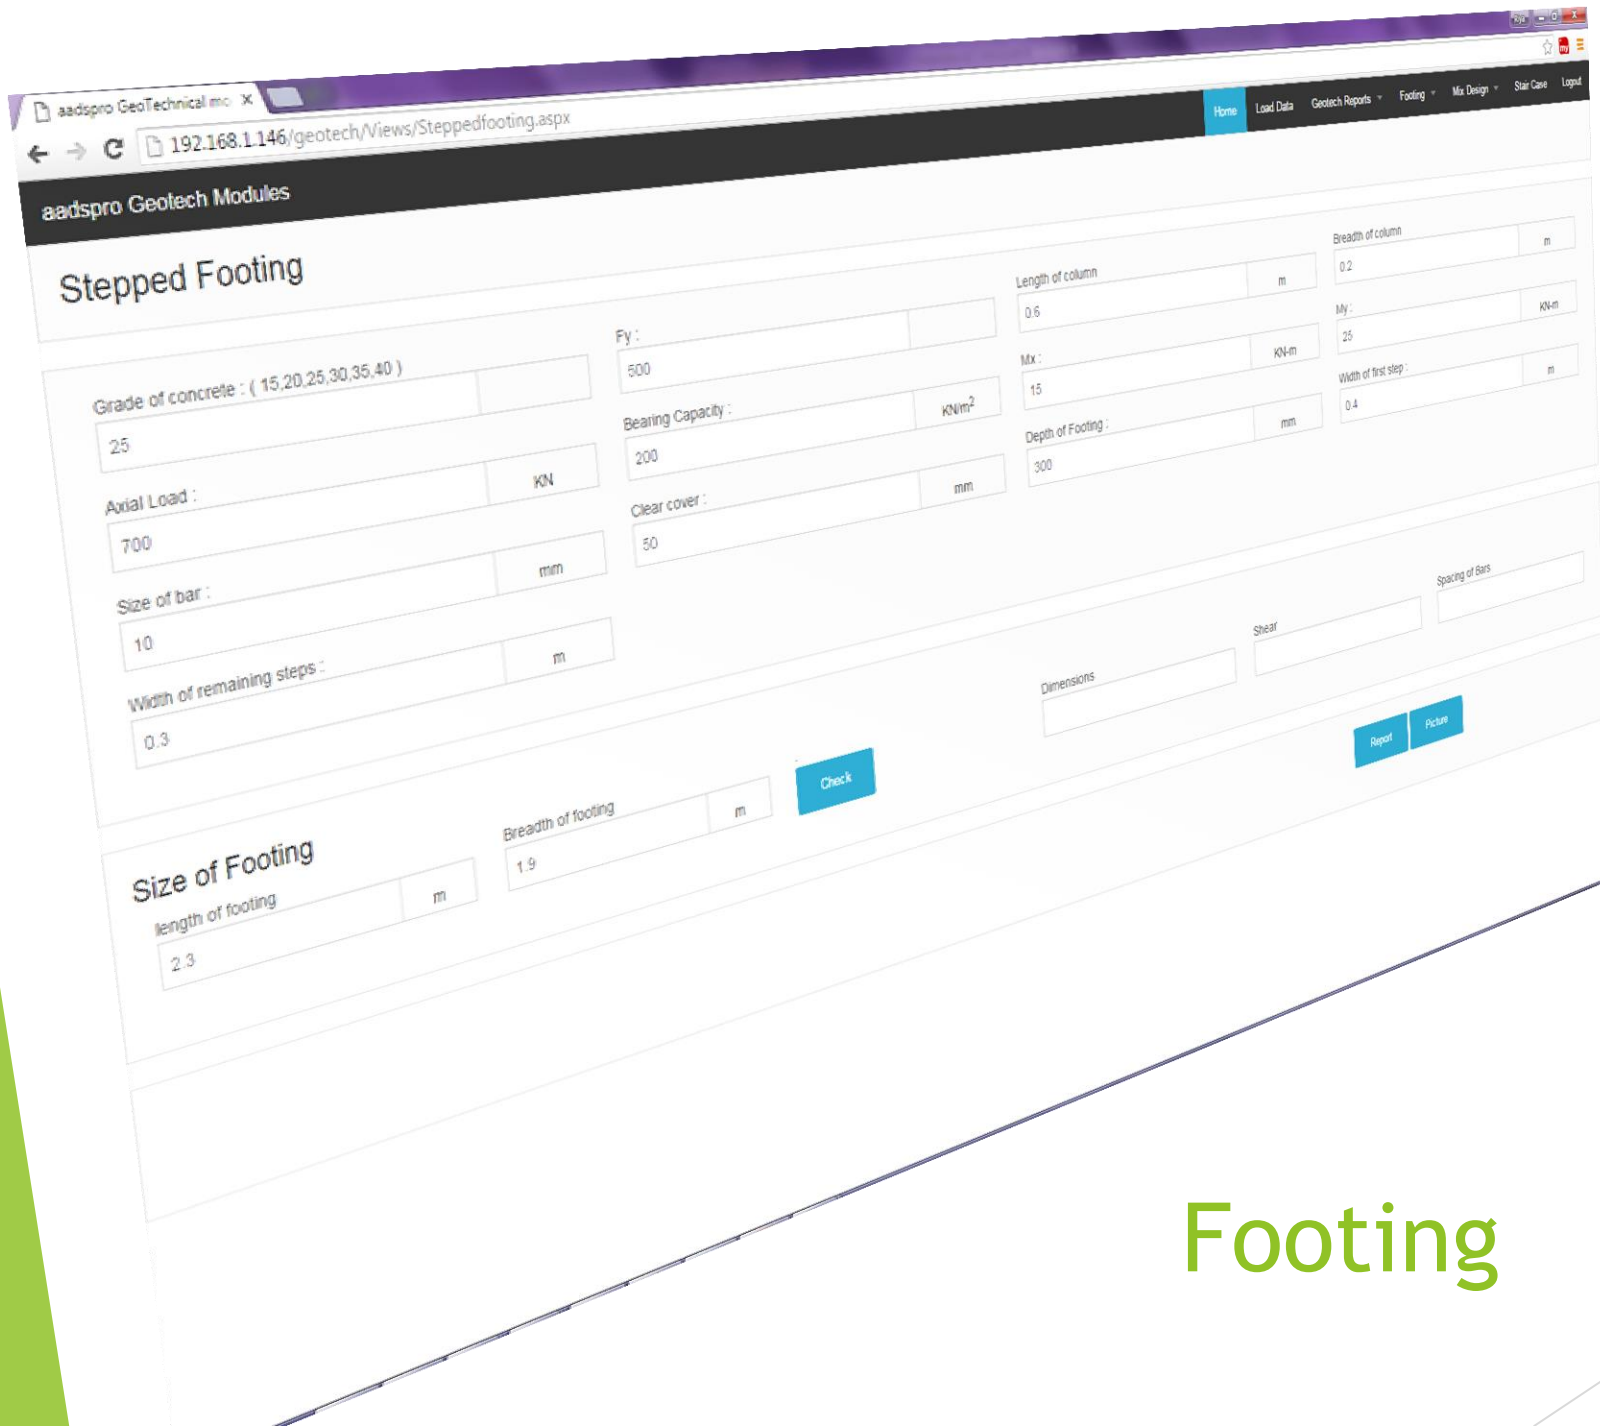 Riya
aadspro GeoTechnical mo
192.168.1.146/geotech/Views/Steppedfooting.aspx
my
aadspro Geotech Modules
Home Load Data Geotech Reports Footing Mix Design Stair Case Logout
Stepped Footing
Grade of concrete : ( 15,20,25,30,35,40 )
25
Fy :
500
Length of column
0.6 m
Breadth of column
0.2 m
Axial Load :
700 KN
Bearing Capacity :
200 KN/m²
Mx :
15 KN-m
My :
25 KN-m
Size of bar :
10 mm
Clear cover :
50 mm
Depth of Footing :
300 mm
Width of first step :
0.4 m
Width of remaining steps :
0.3 m
Size of Footing
length of footing
2.3 m
Breadth of footing
1.9 m
Check
Dimensions
Shear
Spacing of Bars
Report Picture
Footing